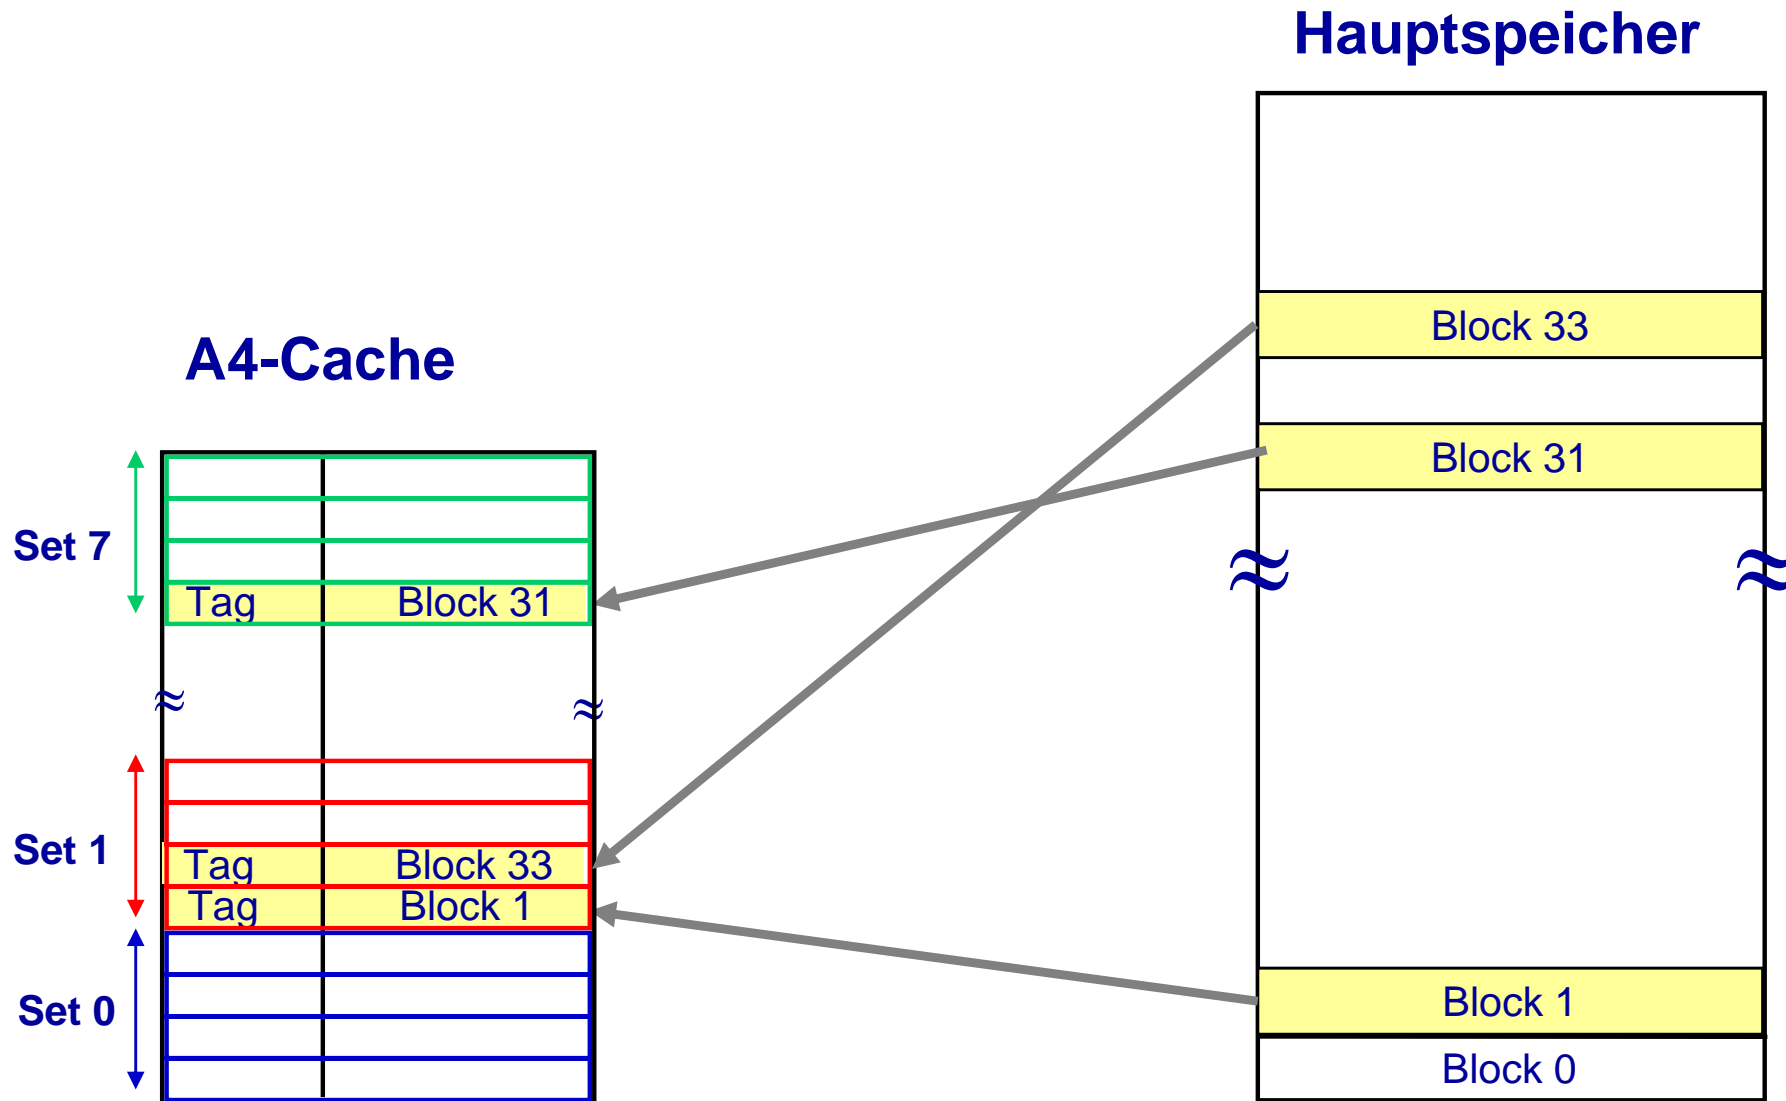 Hauptspeicher
Block 33
A4-Cache
Block 31
Set 7
Tag Block 31
≈ ≈
≈ ≈
Set 1
Tag Block 33
Tag Block 1
Set 0
Block 1
Block 0